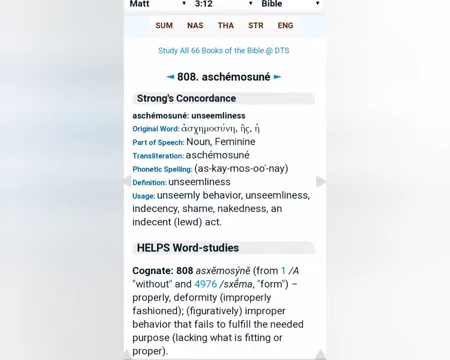 Matt 3:12 Bible
SUM NAS THA STR ENG
Study All 66 Books of the Bible @ DTS
◄ 808. aschémosuné ►
Strong's Concordance
aschémosuné: unseemliness
Original Word: ἀσχημοσύνη, ῆς, ἡ
Part of Speech: Noun, Feminine
Transliteration: aschémosuné
Phonetic Spelling: (as-kay-mos-oo'-nay)
Definition: unseemliness
Usage: unseemly behavior, unseemliness,
indecency, shame, nakedness, an
indecent (lewd) act.
HELPS Word-studies
Cognate: 808 asxēmosýnē (from 1 /A
"without" and 4976 /sxḗma, "form") –
properly, deformity (improperly
fashioned); (figuratively) improper
behavior that fails to fulfill the needed
purpose (lacking what is fitting or
proper).